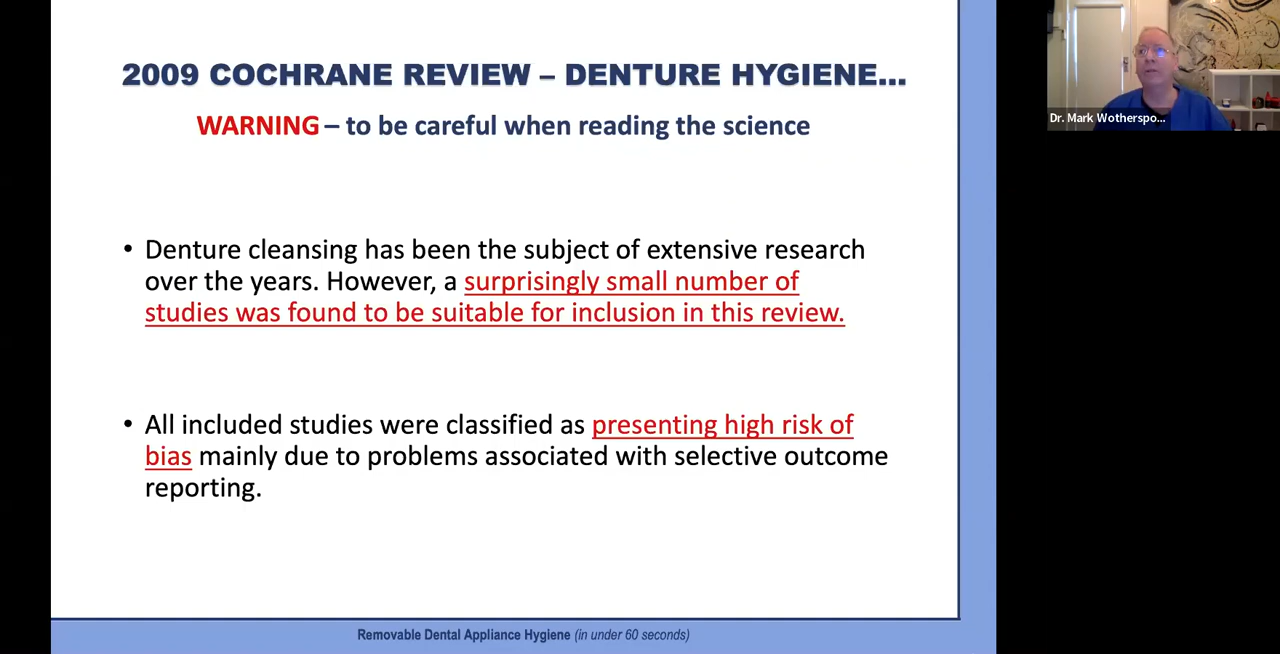 2009 COCHRANE REVIEW – DENTURE HYGIENE...
WARNING – to be careful when reading the science
• Denture cleansing has been the subject of extensive research
over the years. However, a surprisingly small number of
studies was found to be suitable for inclusion in this review.
• All included studies were classified as presenting high risk of
bias mainly due to problems associated with selective outcome
reporting.
Removable Dental Appliance Hygiene (in under 60 seconds)
Dr. Mark Wotherspo...